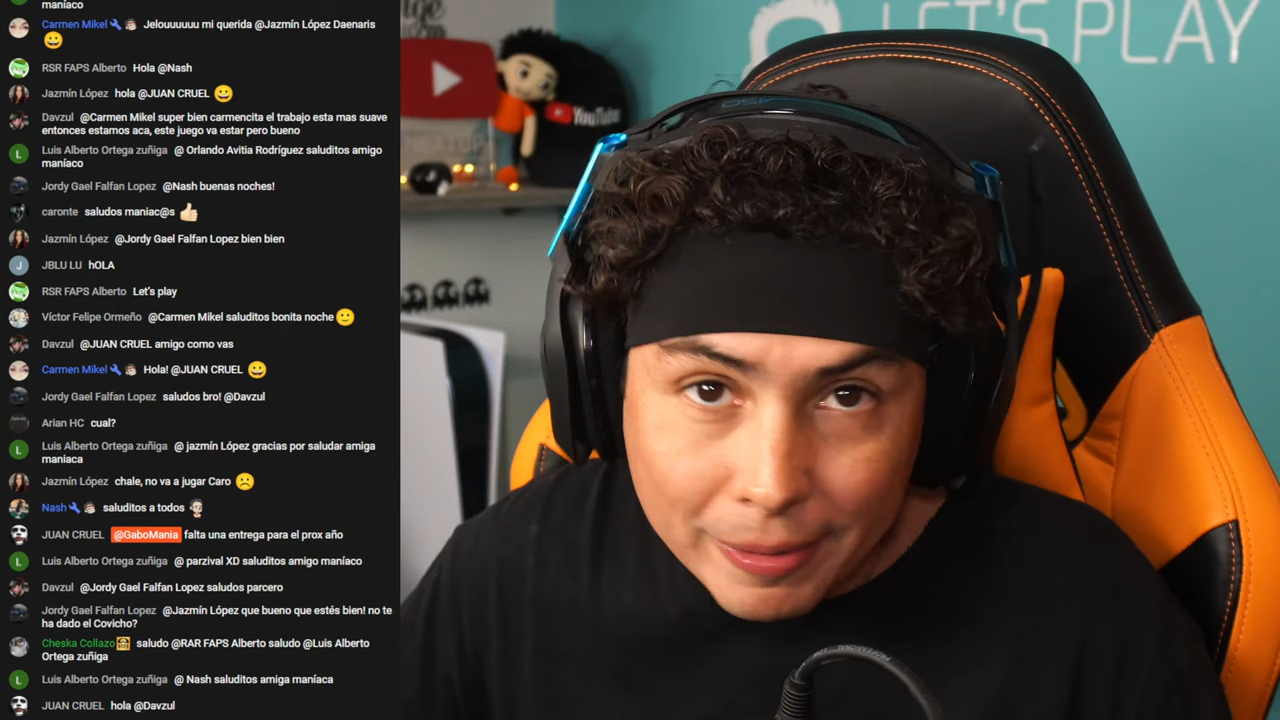 maníaco
Carmen Mikel Jelouuuuuu mi querida @Jazmín López Daenaris
RSR FAPS Alberto Hola @Nash
Jazmín López hola @JUAN CRUEL
Davzul @Carmen Mikel super bien carmencita el trabajo esta mas suave
entonces estamos aca, este juego va estar pero bueno
Luis Alberto Ortega zuñiga @ Orlando Avitia Rodríguez saluditos amigo
maníaco
Jordy Gael Falfan Lopez @Nash buenas noches!
caronte saludos maniac@s
Jazmín López @Jordy Gael Falfan Lopez bien bien
J JBLU LU hOLA
RSR FAPS Alberto Let's play
Víctor Felipe Ormeño @Carmen Mikel saluditos bonita noche
Davzul @JUAN CRUEL amigo como vas
Carmen Mikel Hola! @JUAN CRUEL
Jordy Gael Falfan Lopez saludos bro! @Davzul
Arian HC cual?
L Luis Alberto Ortega zuñiga @ jazmín López gracias por saludar amiga
maniaca
Jazmín López chale, no va a jugar Caro
Nash saluditos a todos
JUAN CRUEL @GaboMania falta una entrega para el prox año
L Luis Alberto Ortega zuñiga @ parzival XD saluditos amigo maníaco
Davzul @Jordy Gael Falfan Lopez saludos parcero
Jordy Gael Falfan Lopez @Jazmín López que bueno que estés bien! no te
ha dado el Covicho?
Cheska Collazo saludo @RAR FAPS Alberto saludo @Luis Alberto
Ortega zuñiga
L Luis Alberto Ortega zuñiga @ Nash saluditos amiga maníaca
JUAN CRUEL hola @Davzul
LET'S PLAY
YouTube